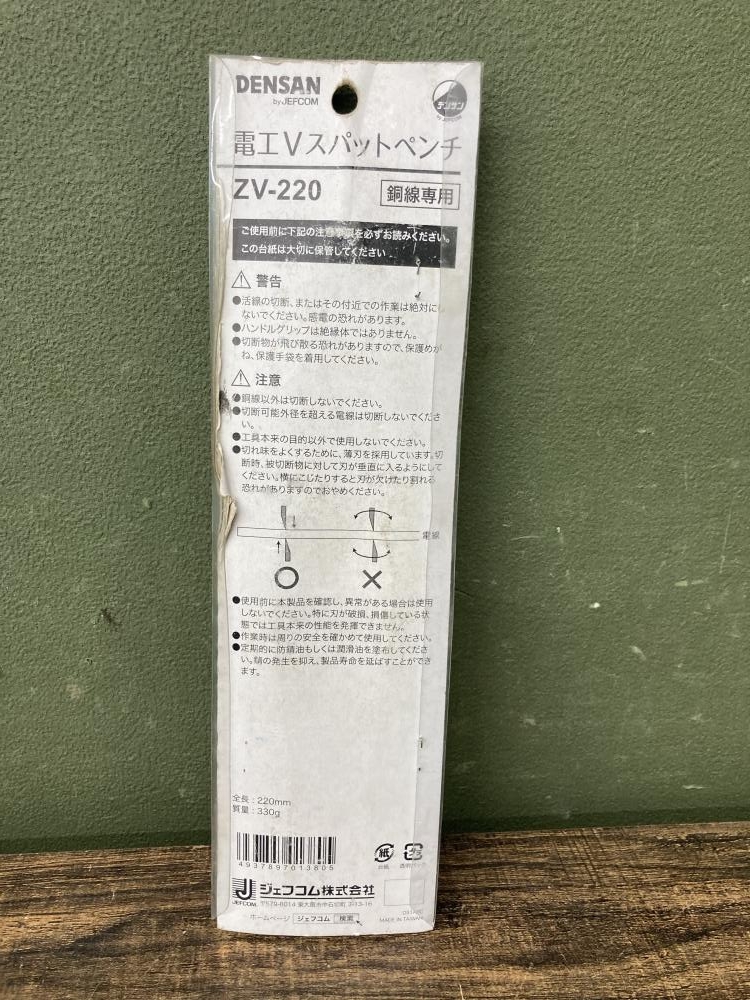 DENSAN
by JEFCOM
デンサン
電工Vスパットペンチ
ZV-220
銅線専用
ご使用前に下記の注意事項を必ずお読みください。
この台紙は大切に保管してください
警告
●活線の切断、またはその付近での作業は絶対に
ないでください。感電の恐れがあります。
●ハンドルグリップは絶縁体ではありません。
●切断物が飛び散る恐れがありますので、保護めが
ね、保護手袋を着用してください。
注意
●銅線以外は切断しないでください。
●切断可能外径を超える電線は切断しないでくださ
い。
●工具本来の目的以外で使用しないでください。
●切れ味をよくするために、薄刃を採用しています。切
断時、被切断物に対して刃が垂直に入るようにして
ください。横にこじたりすると刃が欠けたり割れる
恐れがありますのでおやめください。
電線
●使用前に本製品を確認し、異常がある場合は使用
しないでください。特に刃が破損、損傷している状
態では工具本来の性能を発揮できません。
●作業時は周りの安全を確かめて使用してください。
●定期的に防錆油もしくは潤滑油を塗布してくださ
い。錆の発生を抑え、製品寿命を延ばすことができ
ます。
全長：220mm
質量：330g
4937897013805
紙
台紙
プラ
JEFCOM
ジェフコム株式会社
〒579-8014 東大阪市中石切町
ホームページ ジェフコム 検索
MADE IN TAIWAN